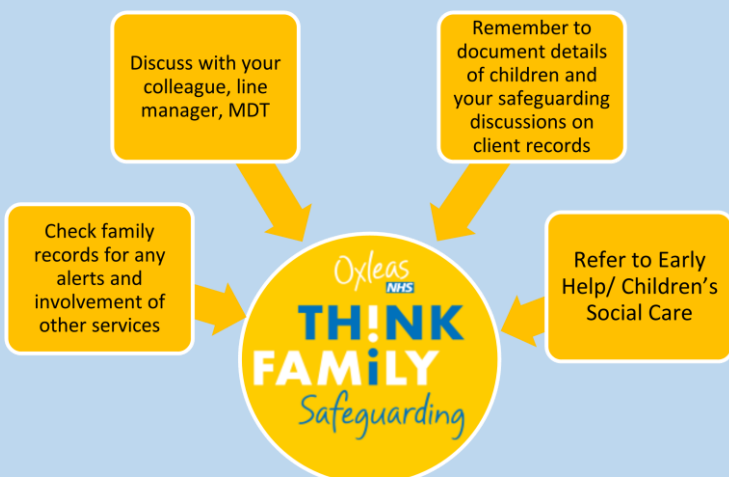 Discuss with your
colleague, line
manager, MDT
Remember to
document details
of children and
your safeguarding
discussions on
client records
Check family
records for any
alerts and
involvement of
other services
Refer to Early
Help/ Children’s
Social Care
Oxleas
NHS
TH!NK
FAMiLY
Safeguarding